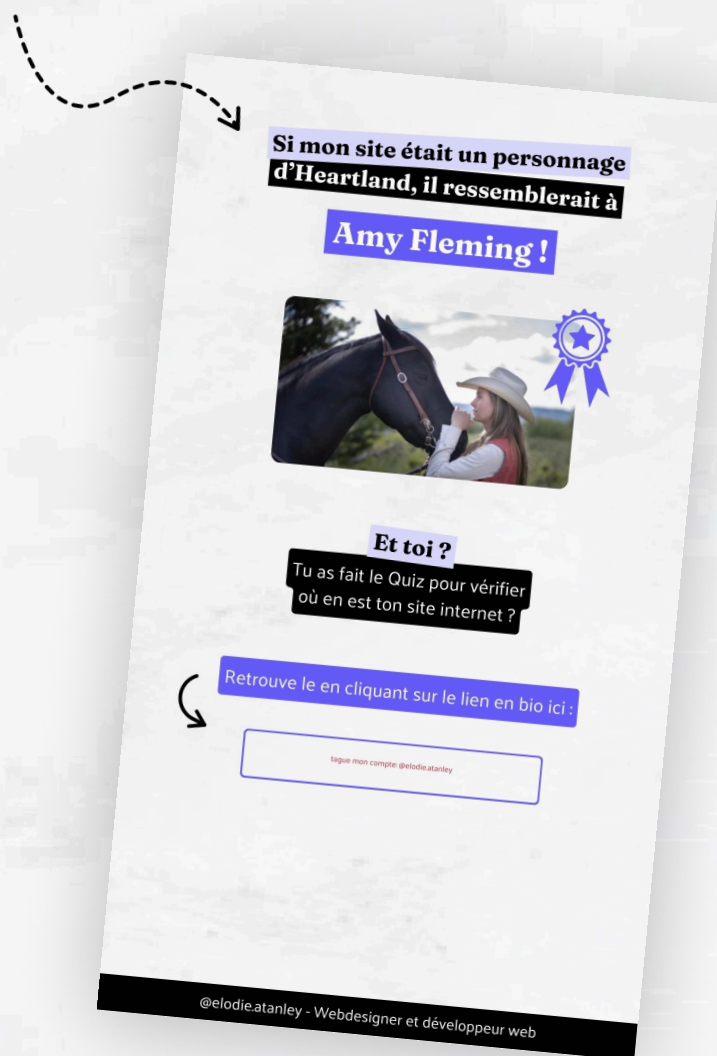 Si mon site était un personnage
d'Heartland, il ressemblerait à
Amy Fleming !
Et toi ?
Tu as fait le Quiz pour vérifier
où en est ton site internet ?
Retrouve le en cliquant sur le lien en bio ici :
tague mon compte: @elodie.atanley
@elodie.atanley - Webdesigner et développeur web